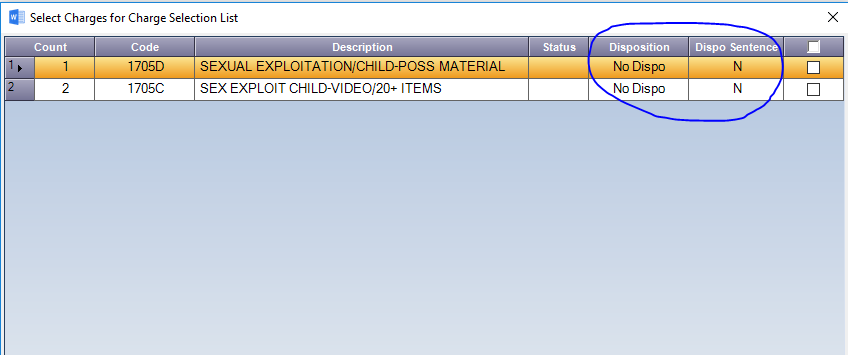 Select Charges for Charge Selection List
Count Code Description Status Disposition Dispo Sentence
1 1 1705D SEXUAL EXPLOITATION/CHILD-POSS MATERIAL No Dispo N
2 2 1705C SEX EXPLOIT CHILD-VIDEO/20+ ITEMS No Dispo N